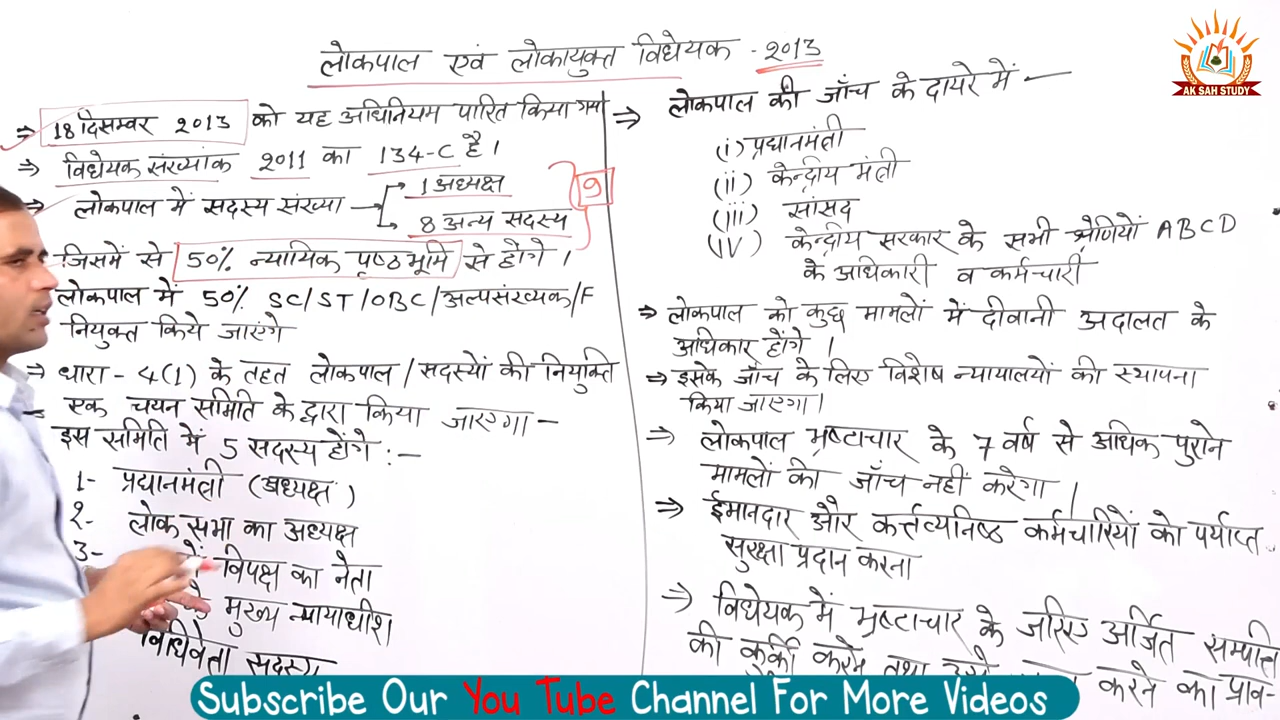 लोकपाल एवं लोकायुक्त विधेयक - 2013
AK SAH STUDY
⇒ 18 दिसम्बर 2013 को यह अधिनियम पारित किया गया
⇒ विधेयक संख्यांक 2011 का 134-C है।
⇒ लोकपाल में सदस्य संख्या
1 अध्यक्ष
8 अन्य सदस्य
9
जिसमें से 50% न्यायिक पृष्ठभूमि से होंगे।
लोकपाल में 50% SC/ST/OBC/अल्पसंख्यक/F
नियुक्त किये जाएंगे
⇒ धारा - 4(1) के तहत लोकपाल/सदस्यों की नियुक्ति
एक चयन समिति के द्वारा किया जाएगा -
इस समिति में 5 सदस्य होंगे :-
1- प्रधानमंत्री (अध्यक्ष)
2- लोक सभा का अध्यक्ष
3- में विपक्ष का नेता
मुख्य न्यायाधीश
विधिवेता सदस्य
⇒ लोकपाल की जाँच के दायरे में -
(i) प्रधानमंत्री
(ii) केन्द्रीय मंत्री
(iii) सांसद
(iv) केन्द्रीय सरकार के सभी श्रेणियों ABCD
के अधिकारी व कर्मचारी
⇒ लोकपाल को कुछ मामलों में दीवानी अदालत के
अधिकार होंगे।
⇒ इसके जाँच के लिए विशेष न्यायालयों की स्थापना
किया जाएगा।
⇒ लोकपाल भ्रष्टाचार के 7 वर्ष से अधिक पुराने
मामलों की जाँच नहीं करेगा।
⇒ ईमानदार और कर्त्तव्यनिष्ठ कर्मचारियों को पर्याप्त
सुरक्षा प्रदान करना
⇒ विधेयक में भ्रष्टाचार के जरिए अर्जित सम्पत्ति
की कुर्की करने तथा करने का प्राव-
Subscribe Our You Tube Channel For More Videos